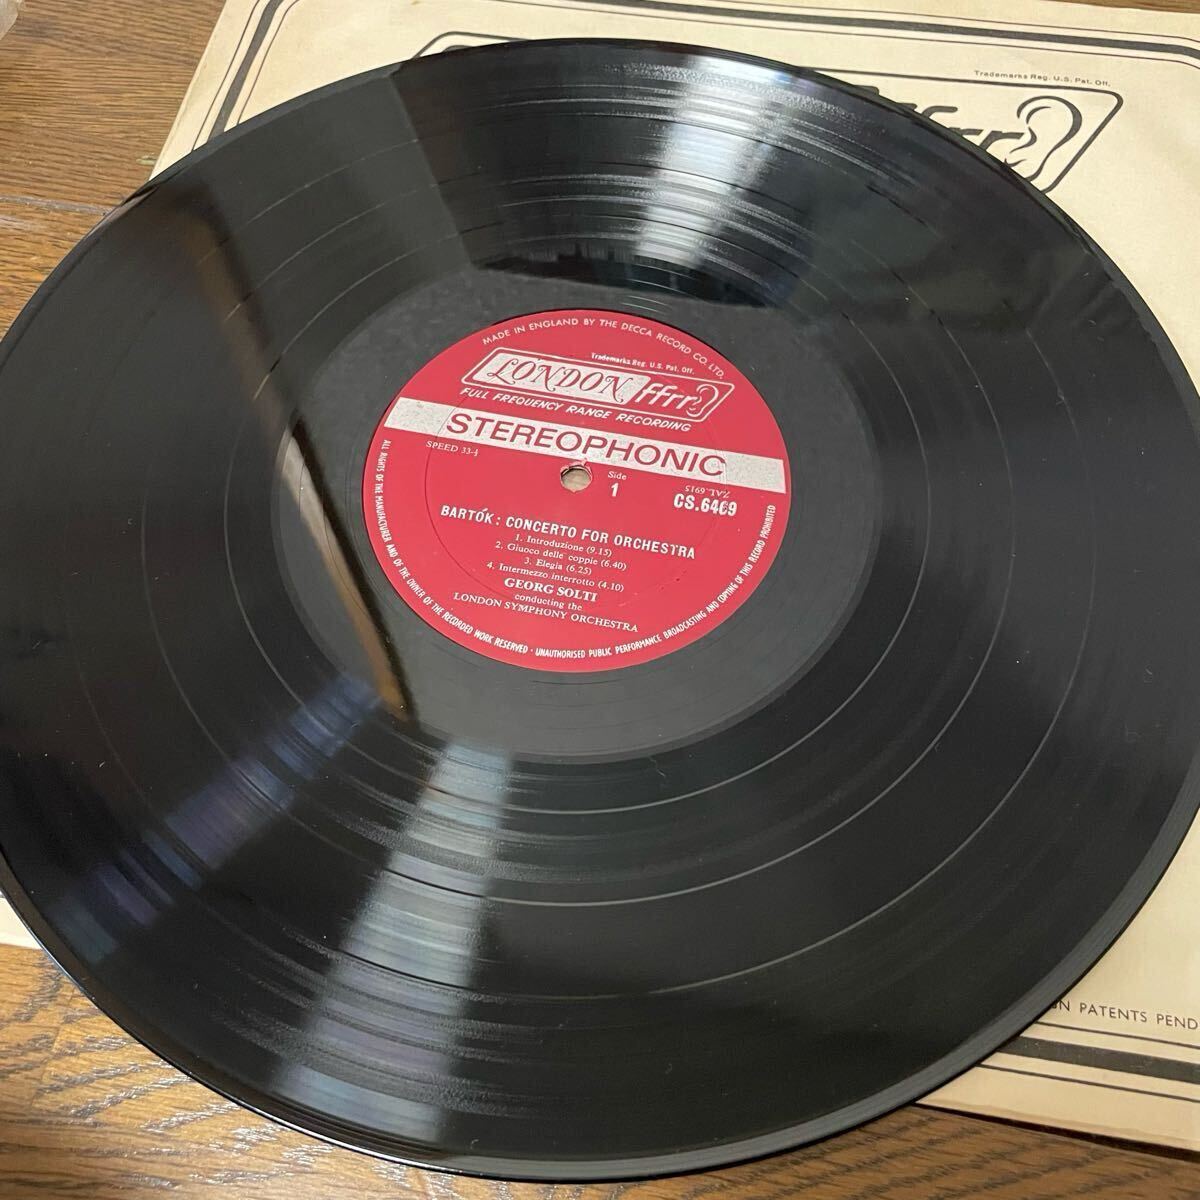 Trademarks Reg. U.S. Pat. Off.
ffrr
MADE IN ENGLAND BY THE DECCA RECORD CO. LTD.
Trademarks Reg. U.S. Pat. Off.
LONDON ffrr
FULL FREQUENCY RANGE RECORDING
STEREOPHONIC
SPEED 33⅓
Side
1
ZAL.6915
CS.6469
BARTÓK: CONCERTO FOR ORCHESTRA
1. Introduzione (9.15)
2. Giuoco delle coppie (6.40)
3. Elegia (6.25)
4. Intermezzo interrotto (4.10)
GEORG SOLTI
conducting the
LONDON SYMPHONY ORCHESTRA
ALL RIGHTS OF THE MANUFACTURER AND OF THE OWNER OF THE RECORDED WORK RESERVED · UNAUTHORISED PUBLIC PERFORMANCE BROADCASTING AND COPYING OF THIS RECORD PROHIBITED
PATENTS PEND